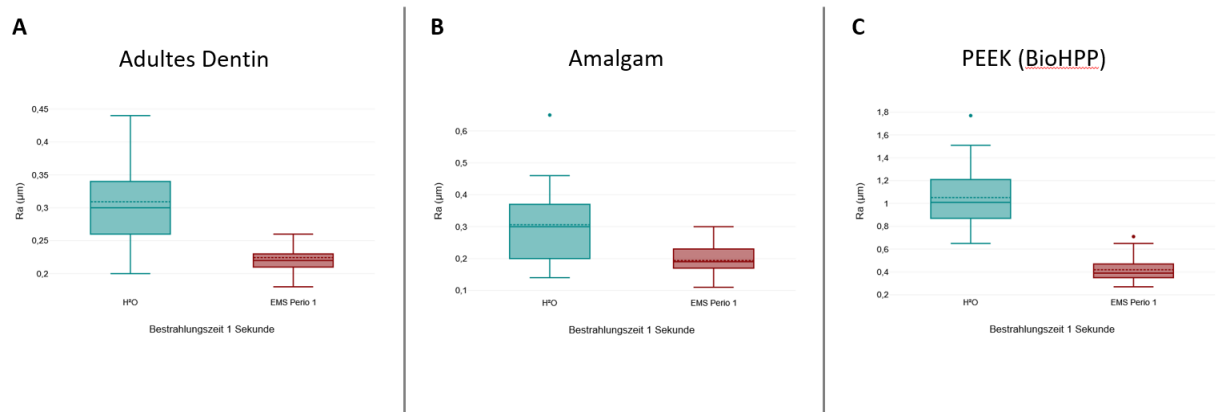 A
Adultes Dentin
0,45
0,4
0,35
0,3
0,25
0,2
Ra (µm)
HªO
EMS Perio 1
Bestrahlungszeit 1 Sekunde
B
Amalgam
0,6
0,5
0,4
0,3
0,2
0,1
Ra (µm)
HªO
EMS Perio 1
Bestrahlungszeit 1 Sekunde
C
PEEK (BioHPP)
1,8
1,6
1,4
1,2
1
0,8
0,6
0,4
0,2
Ra (µm)
HªO
EMS Perio 1
Bestrahlungszeit 1 Sekunde